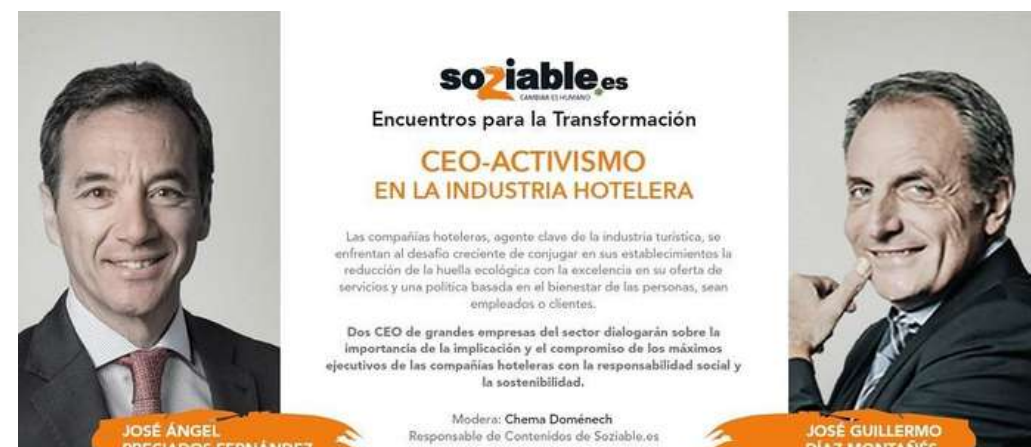 soziable.es
CAMBIAR ES HUMANO
Encuentros para la Transformación
CEO-ACTIVISMO
EN LA INDUSTRIA HOTELERA
Las compañías hoteleras, agente clave de la industria turística, se
enfrentan al desafío creciente de conjugar en sus establecimientos la
reducción de la huella ecológica con la excelencia en su oferta de
servicios y una política basada en el bienestar de las personas, sean
empleados o clientes.
Dos CEO de grandes empresas del sector dialogarán sobre la
importancia de la implicación y el compromiso de los máximos
ejecutivos de las compañías hoteleras con la responsabilidad social y
la sostenibilidad.
Modera: Chema Doménech
Responsable de Contenidos de Soziable.es
JOSÉ ÁNGEL
PRECIADOS FERNÁNDEZ
JOSÉ GUILLERMO
DÍAZ MONTAÑÉS